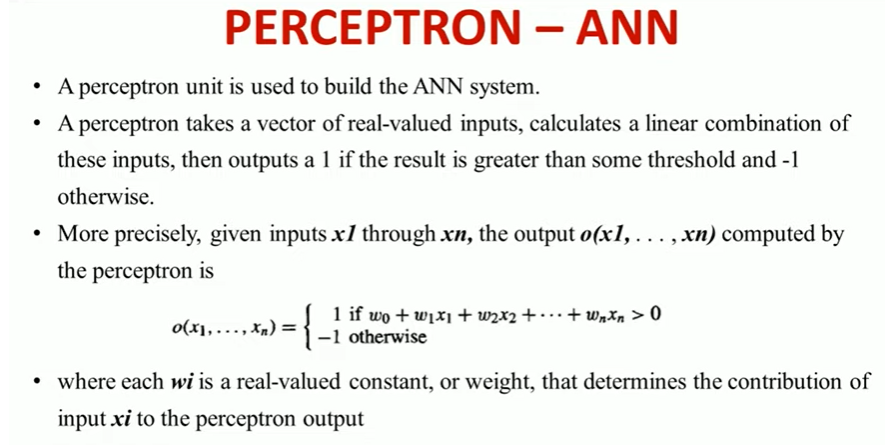 PERCEPTRON – ANN
• A perceptron unit is used to build the ANN system.
• A perceptron takes a vector of real-valued inputs, calculates a linear combination of
these inputs, then outputs a 1 if the result is greater than some threshold and -1
otherwise.
• More precisely, given inputs x1 through xn, the output o(x1, . . . , xn) computed by
the perceptron is
o(x₁, . . . , xₙ) = { 1 if w₀ + w₁x₁ + w₂x₂ + · · · + wₙxₙ > 0
−1 otherwise
• where each wi is a real-valued constant, or weight, that determines the contribution of
input xi to the perceptron output